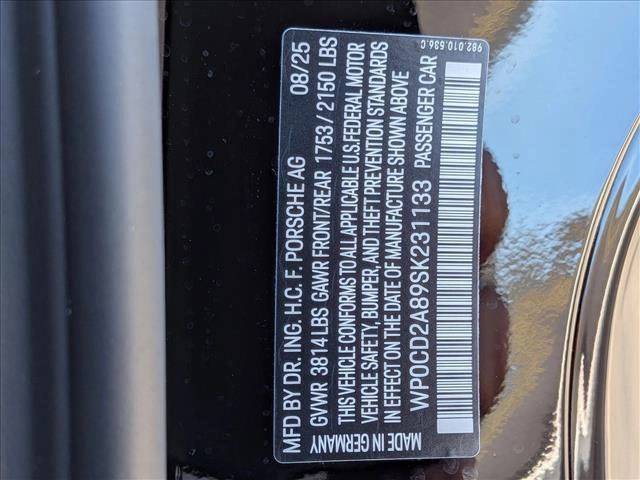 MFD BY DR. ING. H.C. F. PORSCHE AG 08/25
GVWR 3814 LBS GAWR FRONT/REAR 1753 / 2150 LBS
THIS VEHICLE CONFORMS TO ALL APPLICABLE U.S.FEDERAL MOTOR
VEHICLE SAFETY, BUMPER, AND THEFT PREVENTION STANDARDS
IN EFFECT ON THE DATE OF MANUFACTURE SHOWN ABOVE
WP0CD2A89SK231133 PASSENGER CAR
MADE IN GERMANY
982.010.536.C